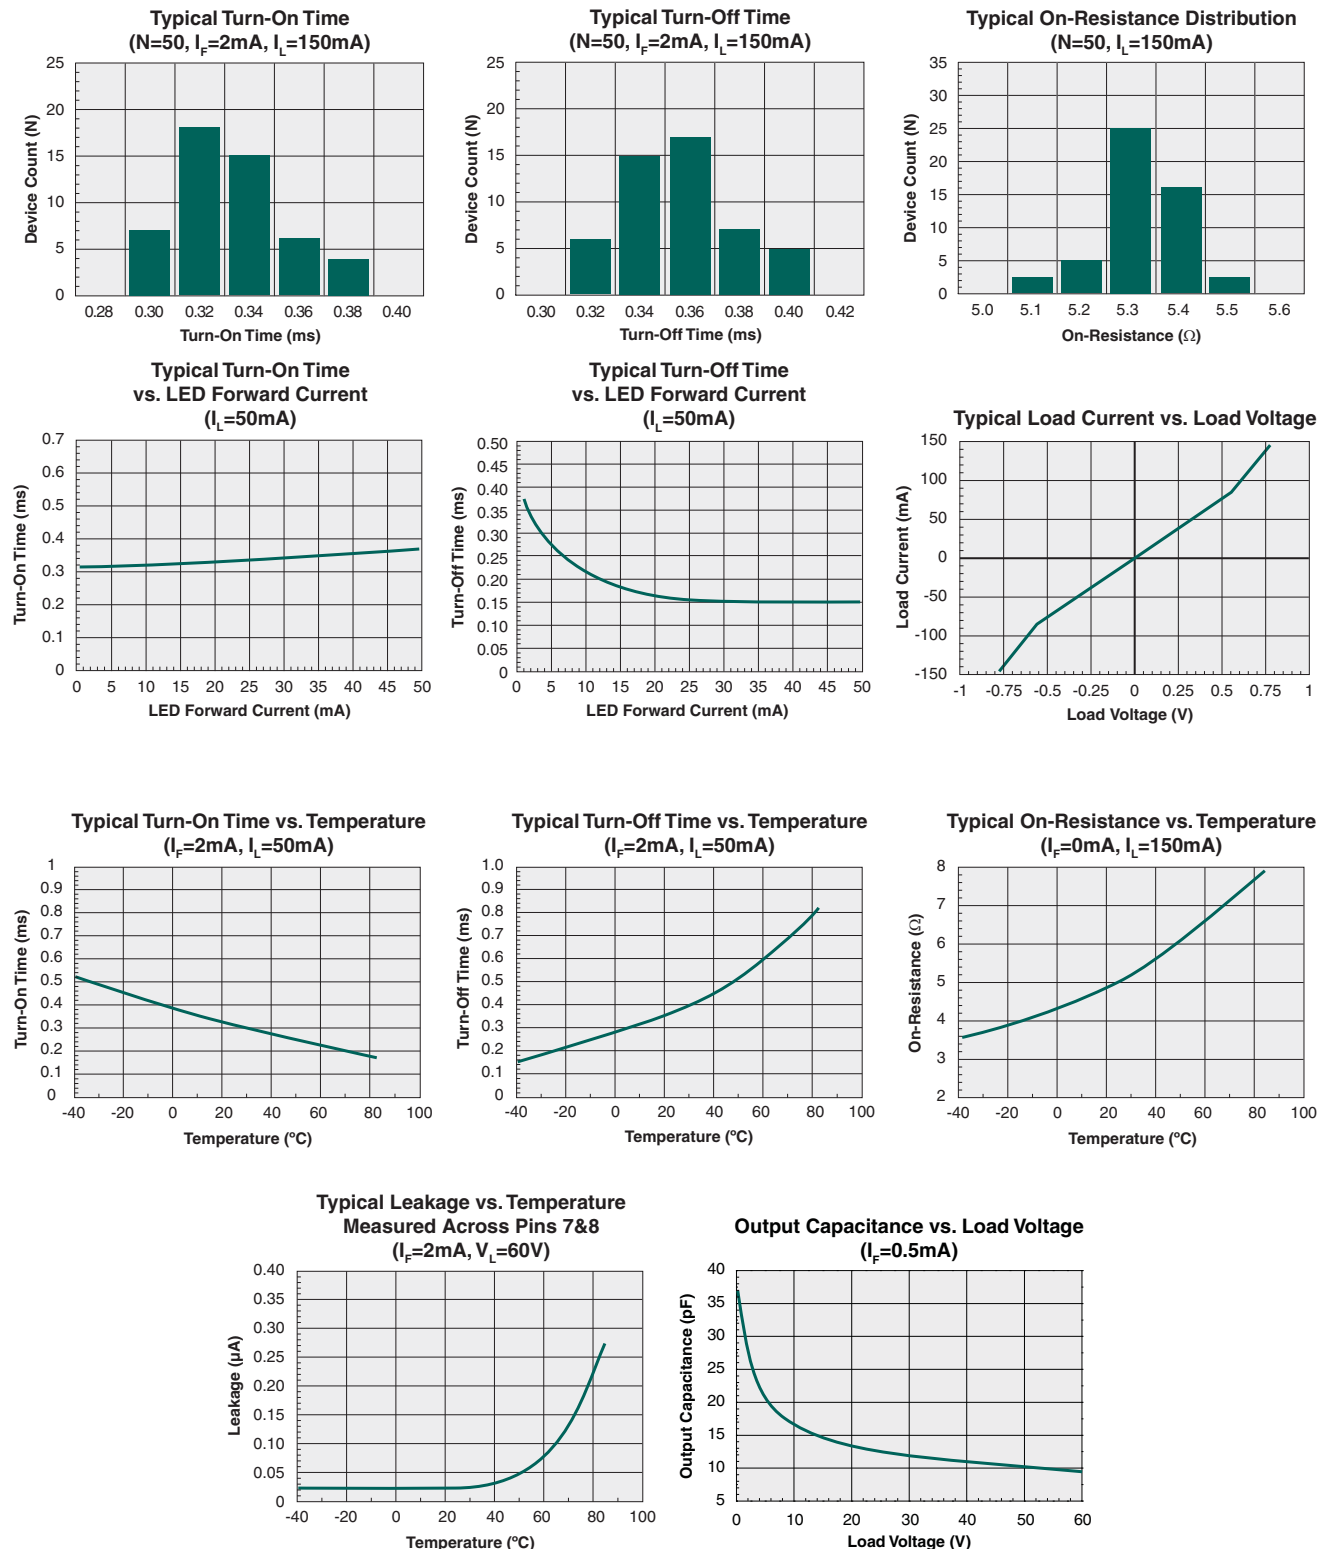 Typical Turn-On Time
(N=50, IF=2mA, IL=150mA)
25
20
15
10
5
0
Device Count (N)
0.28 0.30 0.32 0.34 0.36 0.38 0.40
Turn-On Time (ms)
Typical Turn-Off Time
(N=50, IF=2mA, IL=150mA)
25
20
15
10
5
0
Device Count (N)
0.30 0.32 0.34 0.36 0.38 0.40 0.42
Turn-Off Time (ms)
Typical On-Resistance Distribution
(N=50, IL=150mA)
35
30
25
20
15
10
5
0
Device Count (N)
5.0 5.1 5.2 5.3 5.4 5.5 5.6
On-Resistance (Ω)
Typical Turn-On Time
vs. LED Forward Current
(IL=50mA)
0.7
0.6
0.5
0.4
0.3
0.2
0.1
0
Turn-On Time (ms)
0 5 10 15 20 25 30 35 40 45 50
LED Forward Current (mA)
Typical Turn-Off Time
vs. LED Forward Current
(IL=50mA)
0.50
0.45
0.40
0.35
0.30
0.25
0.20
0.15
0.10
0.05
0
Turn-Off Time (ms)
0 5 10 15 20 25 30 35 40 45 50
LED Forward Current (mA)
Typical Load Current vs. Load Voltage
150
100
50
0
-50
-100
-150
Load Current (mA)
-1 -0.75 -0.5 -0.25 0 0.25 0.5 0.75 1
Load Voltage (V)
Typical Turn-On Time vs. Temperature
(IF=2mA, IL=50mA)
1
0.9
0.8
0.7
0.6
0.5
0.4
0.3
0.2
0.1
0
Turn-On Time (ms)
-40 -20 0 20 40 60 80 100
Temperature (ºC)
Typical Turn-Off Time vs. Temperature
(IF=2mA, IL=50mA)
1.0
0.9
0.8
0.7
0.6
0.5
0.4
0.3
0.2
0.1
0
Turn-Off Time (ms)
-40 -20 0 20 40 60 80 100
Temperature (ºC)
Typical On-Resistance vs. Temperature
(IF=0mA, IL=150mA)
8
7
6
5
4
3
2
On-Resistance (Ω)
-40 -20 0 20 40 60 80 100
Temperature (ºC)
Typical Leakage vs. Temperature
Measured Across Pins 7&8
(IF=2mA, VL=60V)
0.40
0.35
0.30
0.25
0.20
0.15
0.10
0.05
0
Leakage (µA)
-40 -20 0 20 40 60 80 100
Temperature (ºC)
Output Capacitance vs. Load Voltage
(IF=0.5mA)
40
35
30
25
20
15
10
5
Output Capacitance (pF)
0 10 20 30 40 50 60
Load Voltage (V)